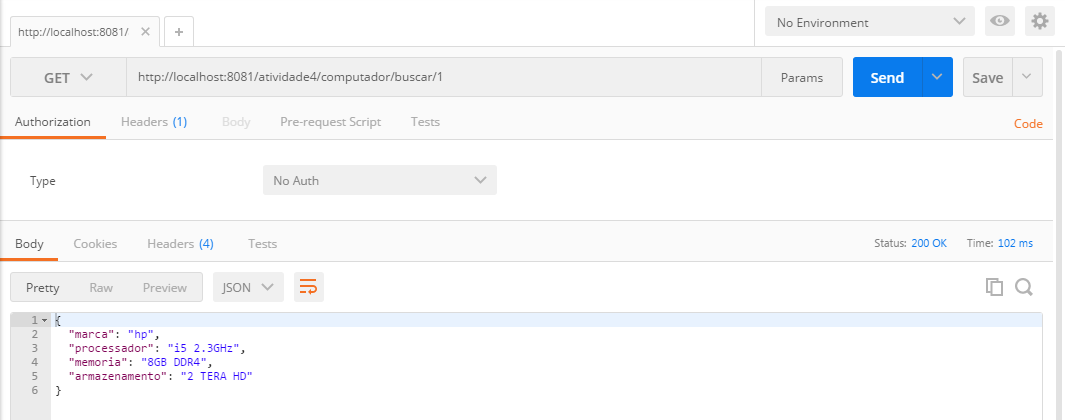 http://localhost:8081/
No Environment
GET
http://localhost:8081/atividade4/computador/buscar/1
Params
Send
Save
Authorization
Headers (1)
Body
Pre-request Script
Tests
Code
Type
No Auth
Body
Cookies
Headers (4)
Tests
Status: 200 OK
Time: 102 ms
Pretty
Raw
Preview
JSON
1 {
2 "marca": "hp",
3 "processador": "i5 2.3GHz",
4 "memoria": "8GB DDR4",
5 "armazenamento": "2 TERA HD"
6 }